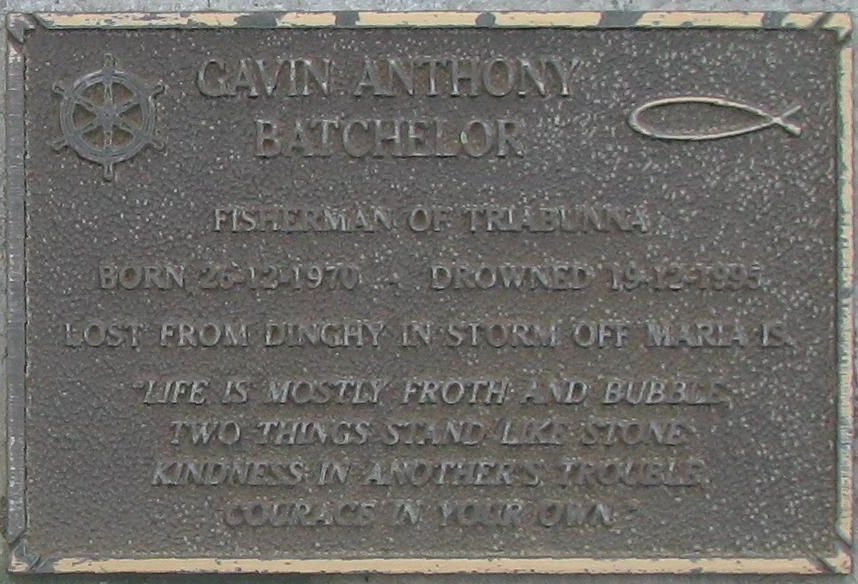 GAVIN ANTHONY
BATCHELOR
FISHERMAN OF TRIABUNNA
BORN 26-12-1970 - DROWNED 19-12-1995
LOST FROM DINGHY IN STORM OFF MARIA IS.
"LIFE IS MOSTLY FROTH AND BUBBLE,
TWO THINGS STAND LIKE STONE
KINDNESS IN ANOTHER'S TROUBLE,
COURAGE IN YOUR OWN."